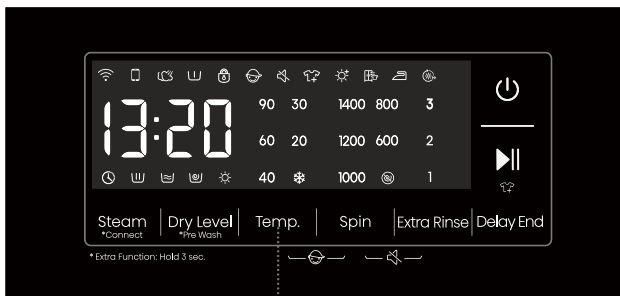 13:20
90 30 1400 800 3
60 20 1200 600 2
40 1000 1
Steam Dry Level Temp. Spin Extra Rinse Delay End
*Connect *Pre Wash
* Extra Function: Hold 3 sec.